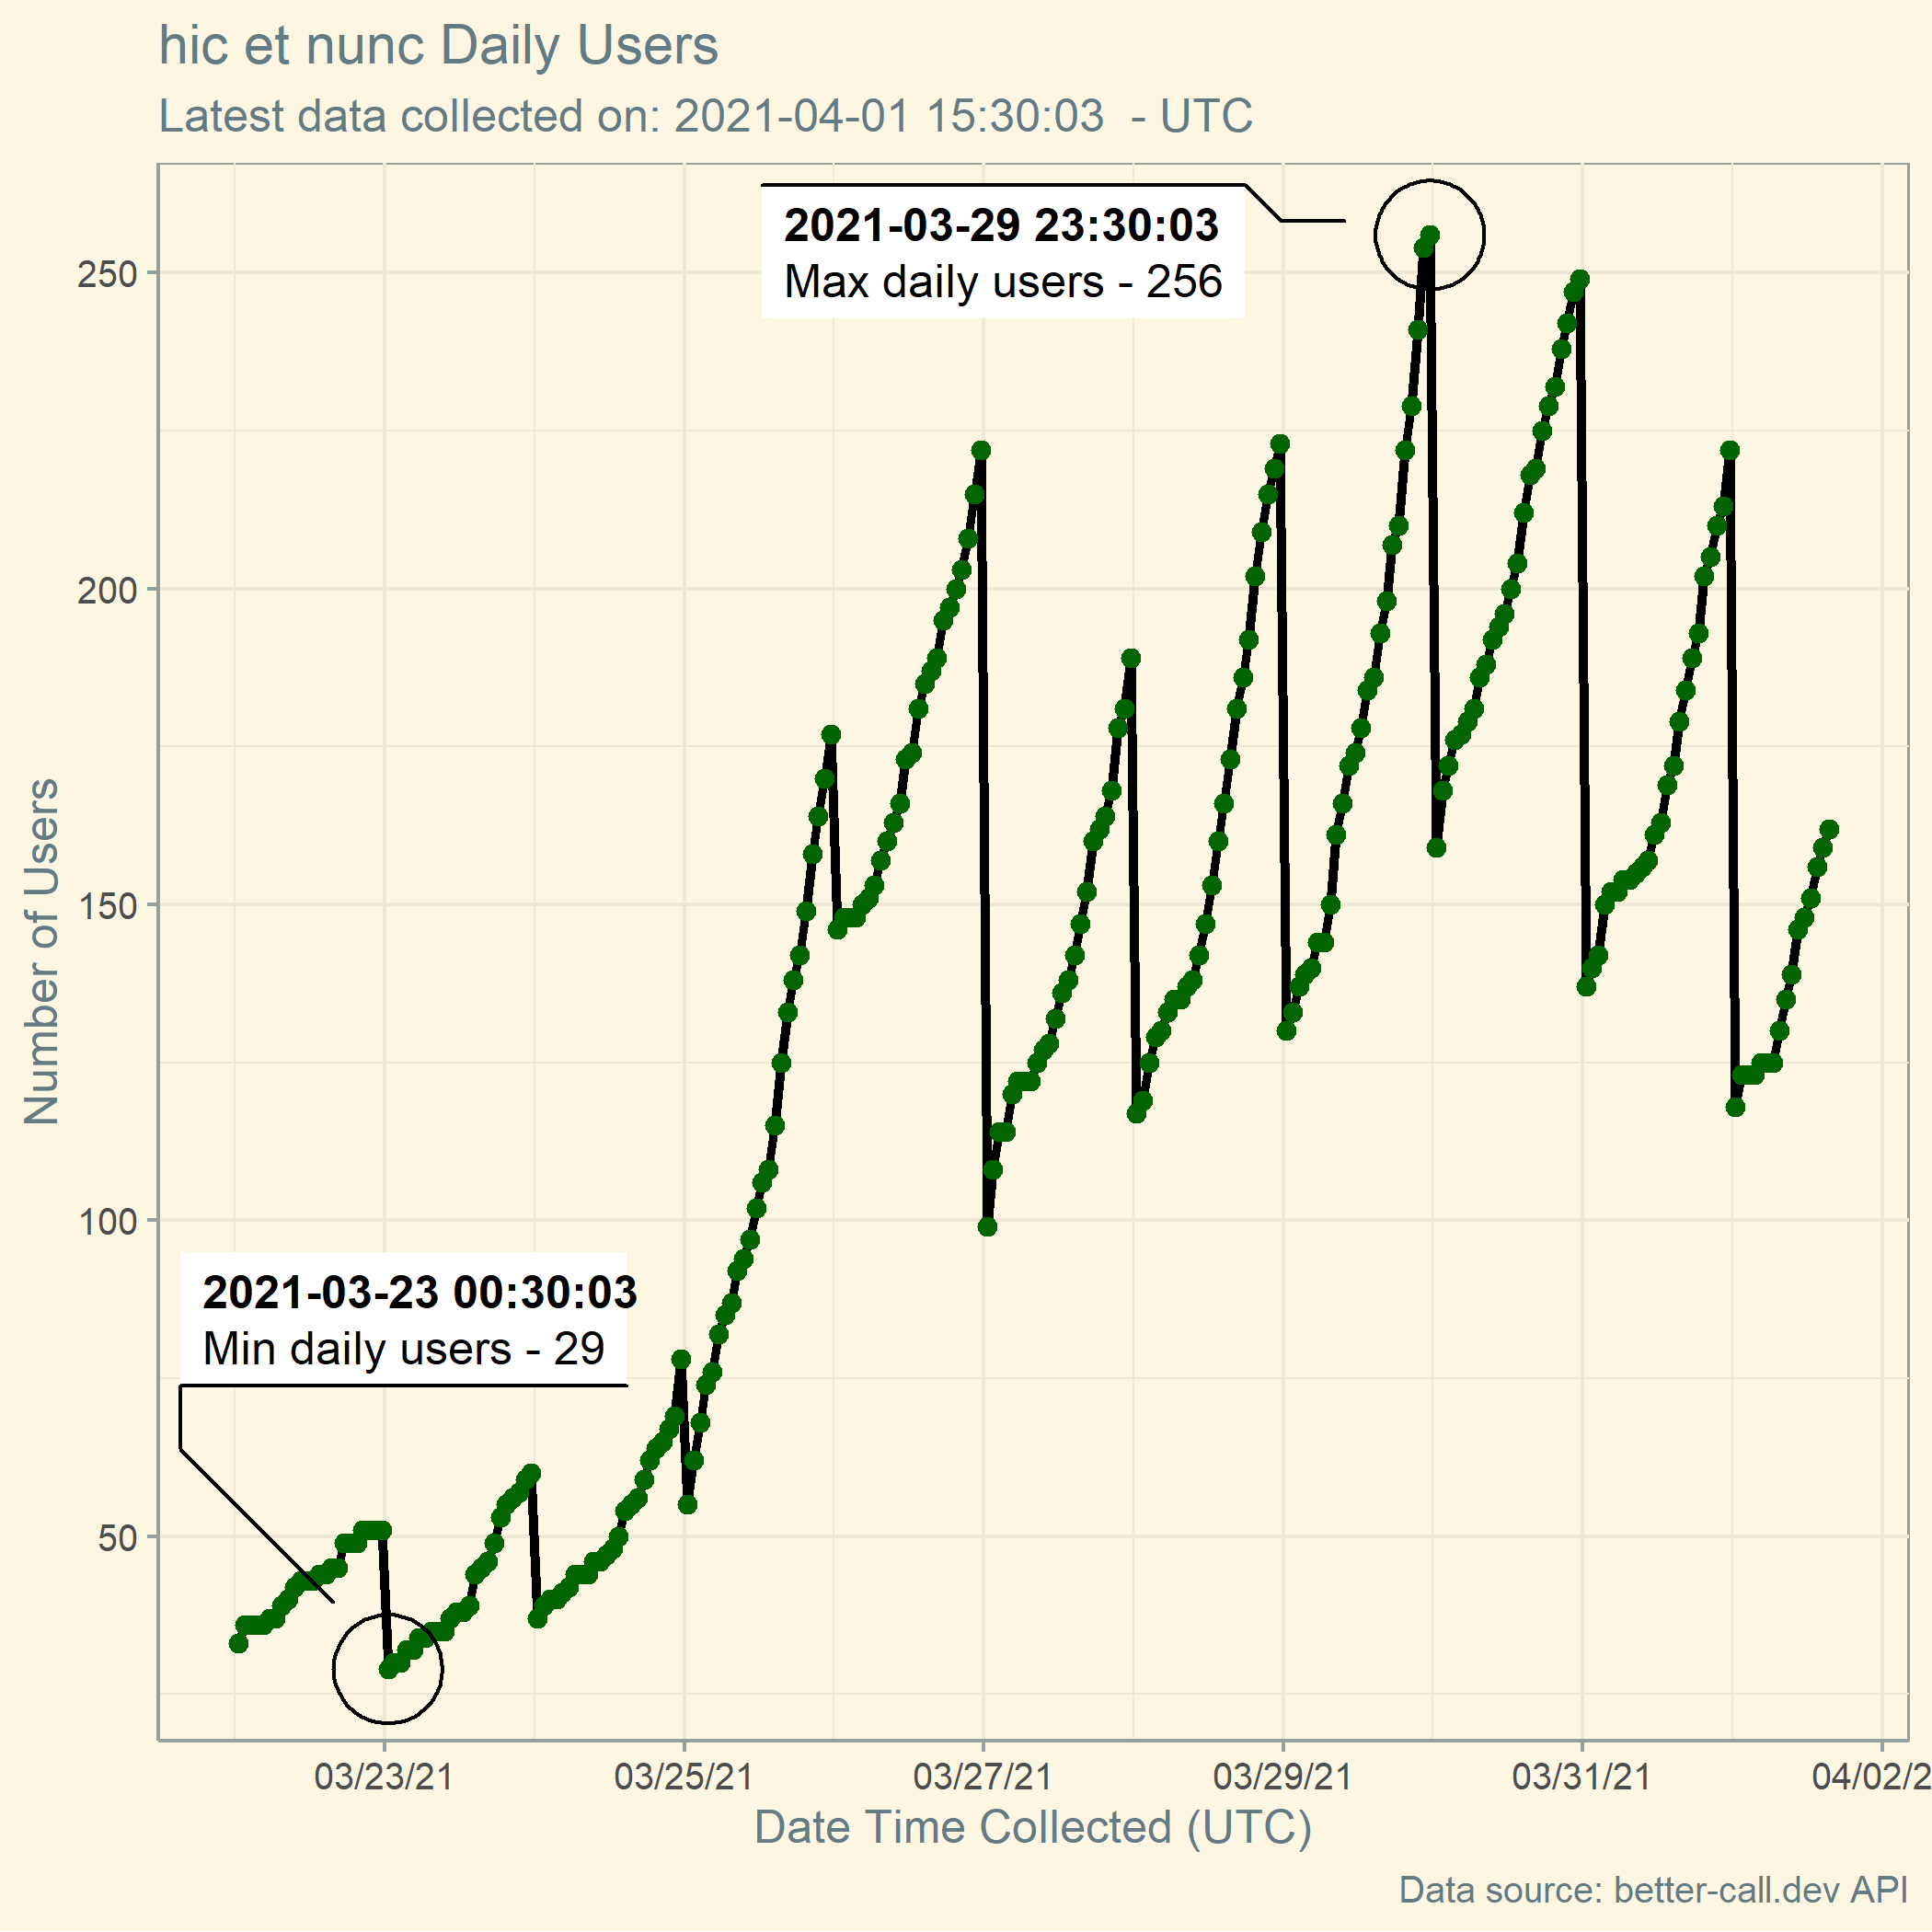 hic et nunc Daily Users
Latest data collected on: 2021-04-01 15:30:03  - UTC
2021-03-29 23:30:03
Max daily users - 256
250
200
150
100
50
Number of Users
2021-03-23 00:30:03
Min daily users - 29
03/23/21 03/25/21 03/27/21 03/29/21 03/31/21 04/02/2
Date Time Collected (UTC)
Data source: better-call.dev API